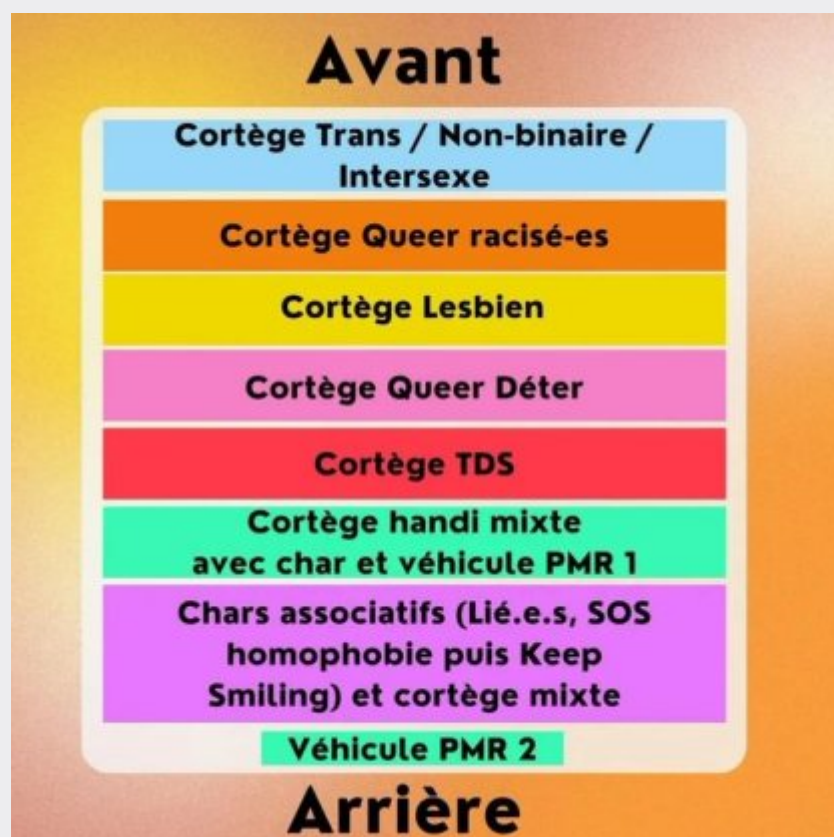 Avant
Cortège Trans / Non-binaire /
Intersexe
Cortège Queer racisé-es
Cortège Lesbien
Cortège Queer Déter
Cortège TDS
Cortège handi mixte
avec char et véhicule PMR 1
Chars associatifs (Lié.e.s, SOS
homophobie puis Keep
Smiling) et cortège mixte
Véhicule PMR 2
Arrière